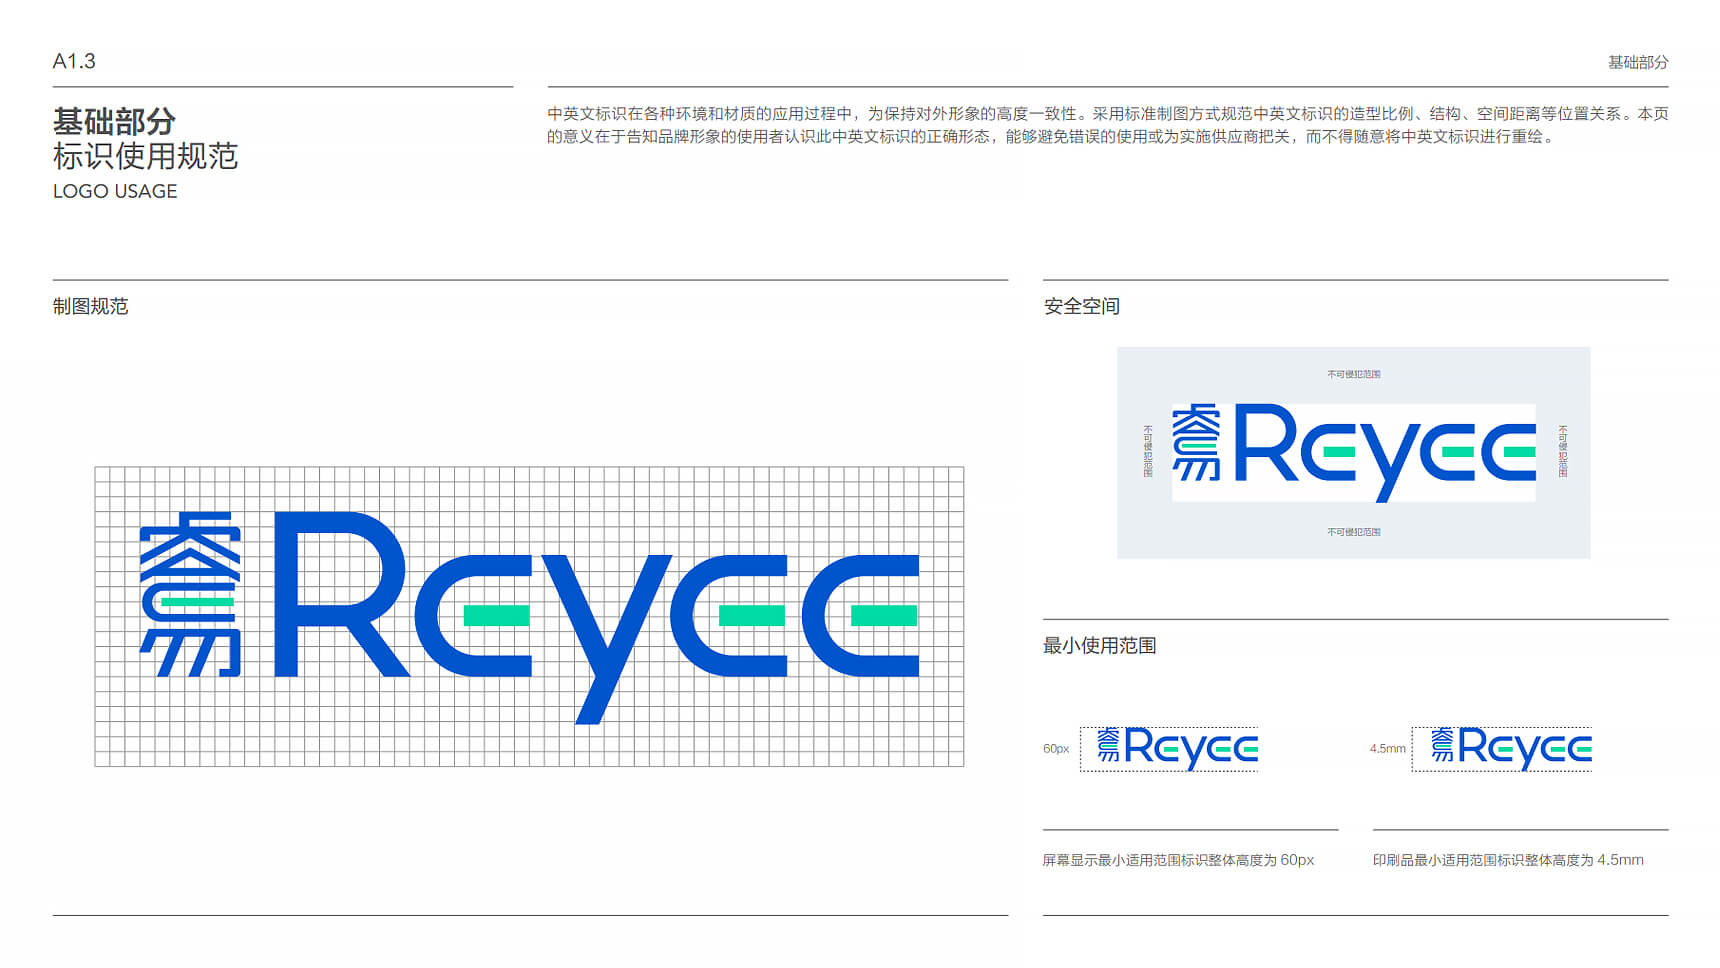 A1.3
基础部分
基础部分
标识使用规范
LOGO USAGE
中英文标识在各种环境和材质的应用过程中，为保持对外形象的高度一致性。采用标准制图方式规范中英文标识的造型比例、结构、空间距离等位置关系。本页
的意义在于告知品牌形象的使用者认识此中英文标识的正确形态，能够避免错误的使用或为实施供应商把关，而不得随意将中英文标识进行重绘。
制图规范
睿易 Reyee
安全空间
不可侵犯范围
不可侵犯范围
睿易 Reyee
不可侵犯范围
不可侵犯范围
最小使用范围
60px
睿易 Reyee
4.5mm
睿易 Reyee
屏幕显示最小适用范围标识整体高度为 60px
印刷品最小适用范围标识整体高度为 4.5mm